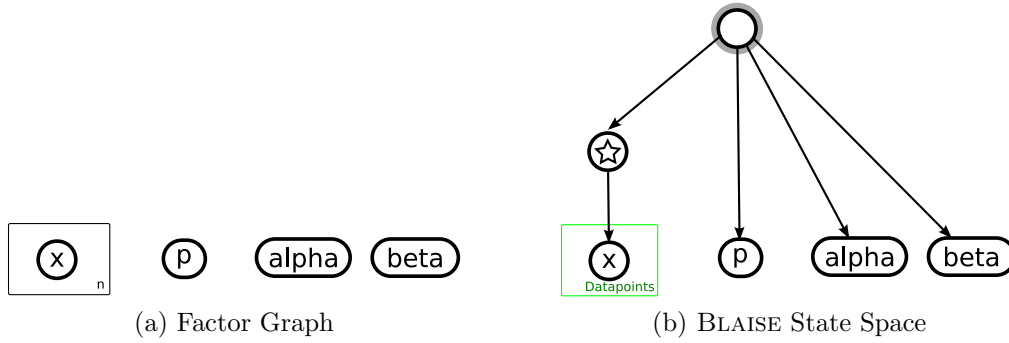 x
n
p
alpha
beta
(a) Factor Graph
x
Datapoints
p
alpha
beta
(b) BLAISE State Space